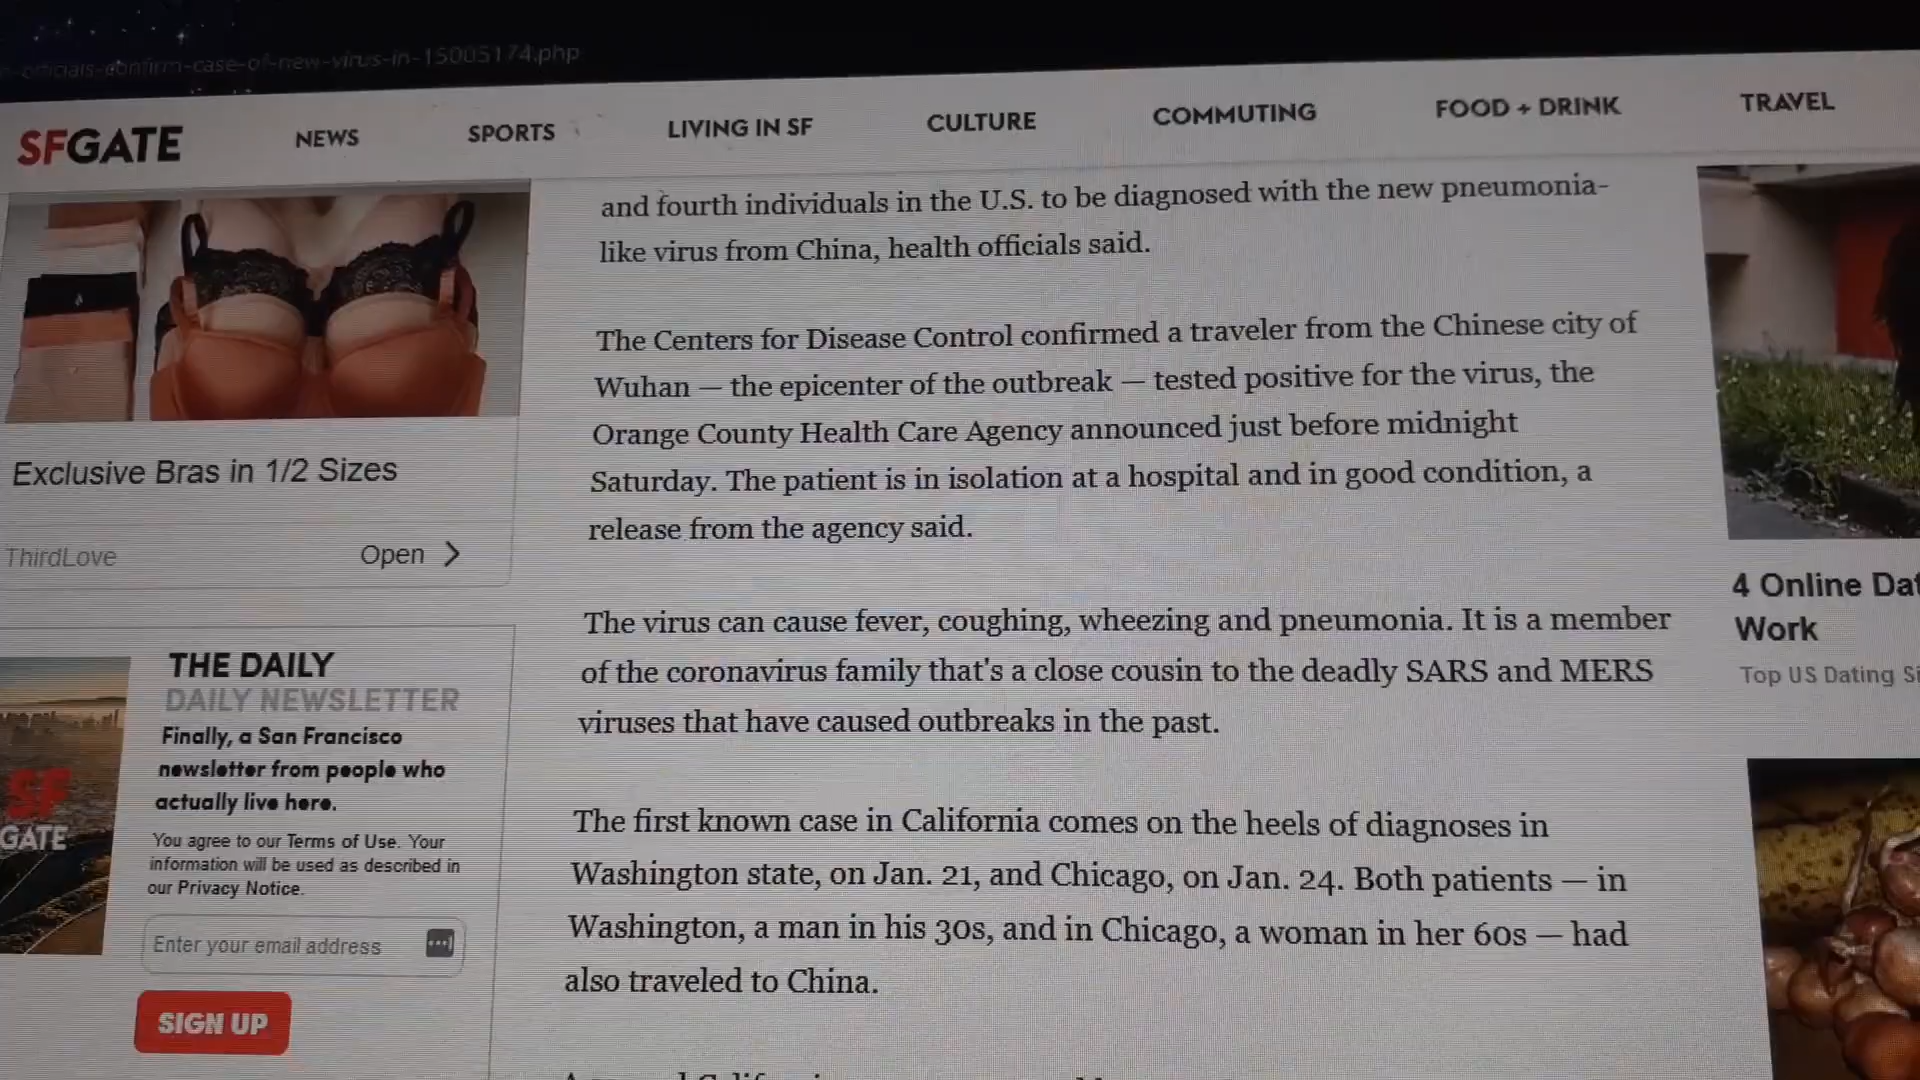 officials-confirm-case-of-new-virus-in-15005174.php
SFGATE
NEWS
SPORTS
LIVING IN SF
CULTURE
COMMUTING
FOOD + DRINK
TRAVEL
and fourth individuals in the U.S. to be diagnosed with the new pneumonia-
like virus from China, health officials said.
The Centers for Disease Control confirmed a traveler from the Chinese city of
Wuhan — the epicenter of the outbreak — tested positive for the virus, the
Orange County Health Care Agency announced just before midnight
Saturday. The patient is in isolation at a hospital and in good condition, a
release from the agency said.
The virus can cause fever, coughing, wheezing and pneumonia. It is a member
of the coronavirus family that's a close cousin to the deadly SARS and MERS
viruses that have caused outbreaks in the past.
The first known case in California comes on the heels of diagnoses in
Washington state, on Jan. 21, and Chicago, on Jan. 24. Both patients — in
Washington, a man in his 30s, and in Chicago, a woman in her 60s — had
also traveled to China.
Exclusive Bras in 1/2 Sizes
ThirdLove
Open
SF
GATE
THE DAILY
DAILY NEWSLETTER
Finally, a San Francisco
newsletter from people who
actually live here.
You agree to our Terms of Use. Your
information will be used as described in
our Privacy Notice.
Enter your email address
SIGN UP
4 Online Dat
Work
Top US Dating Si